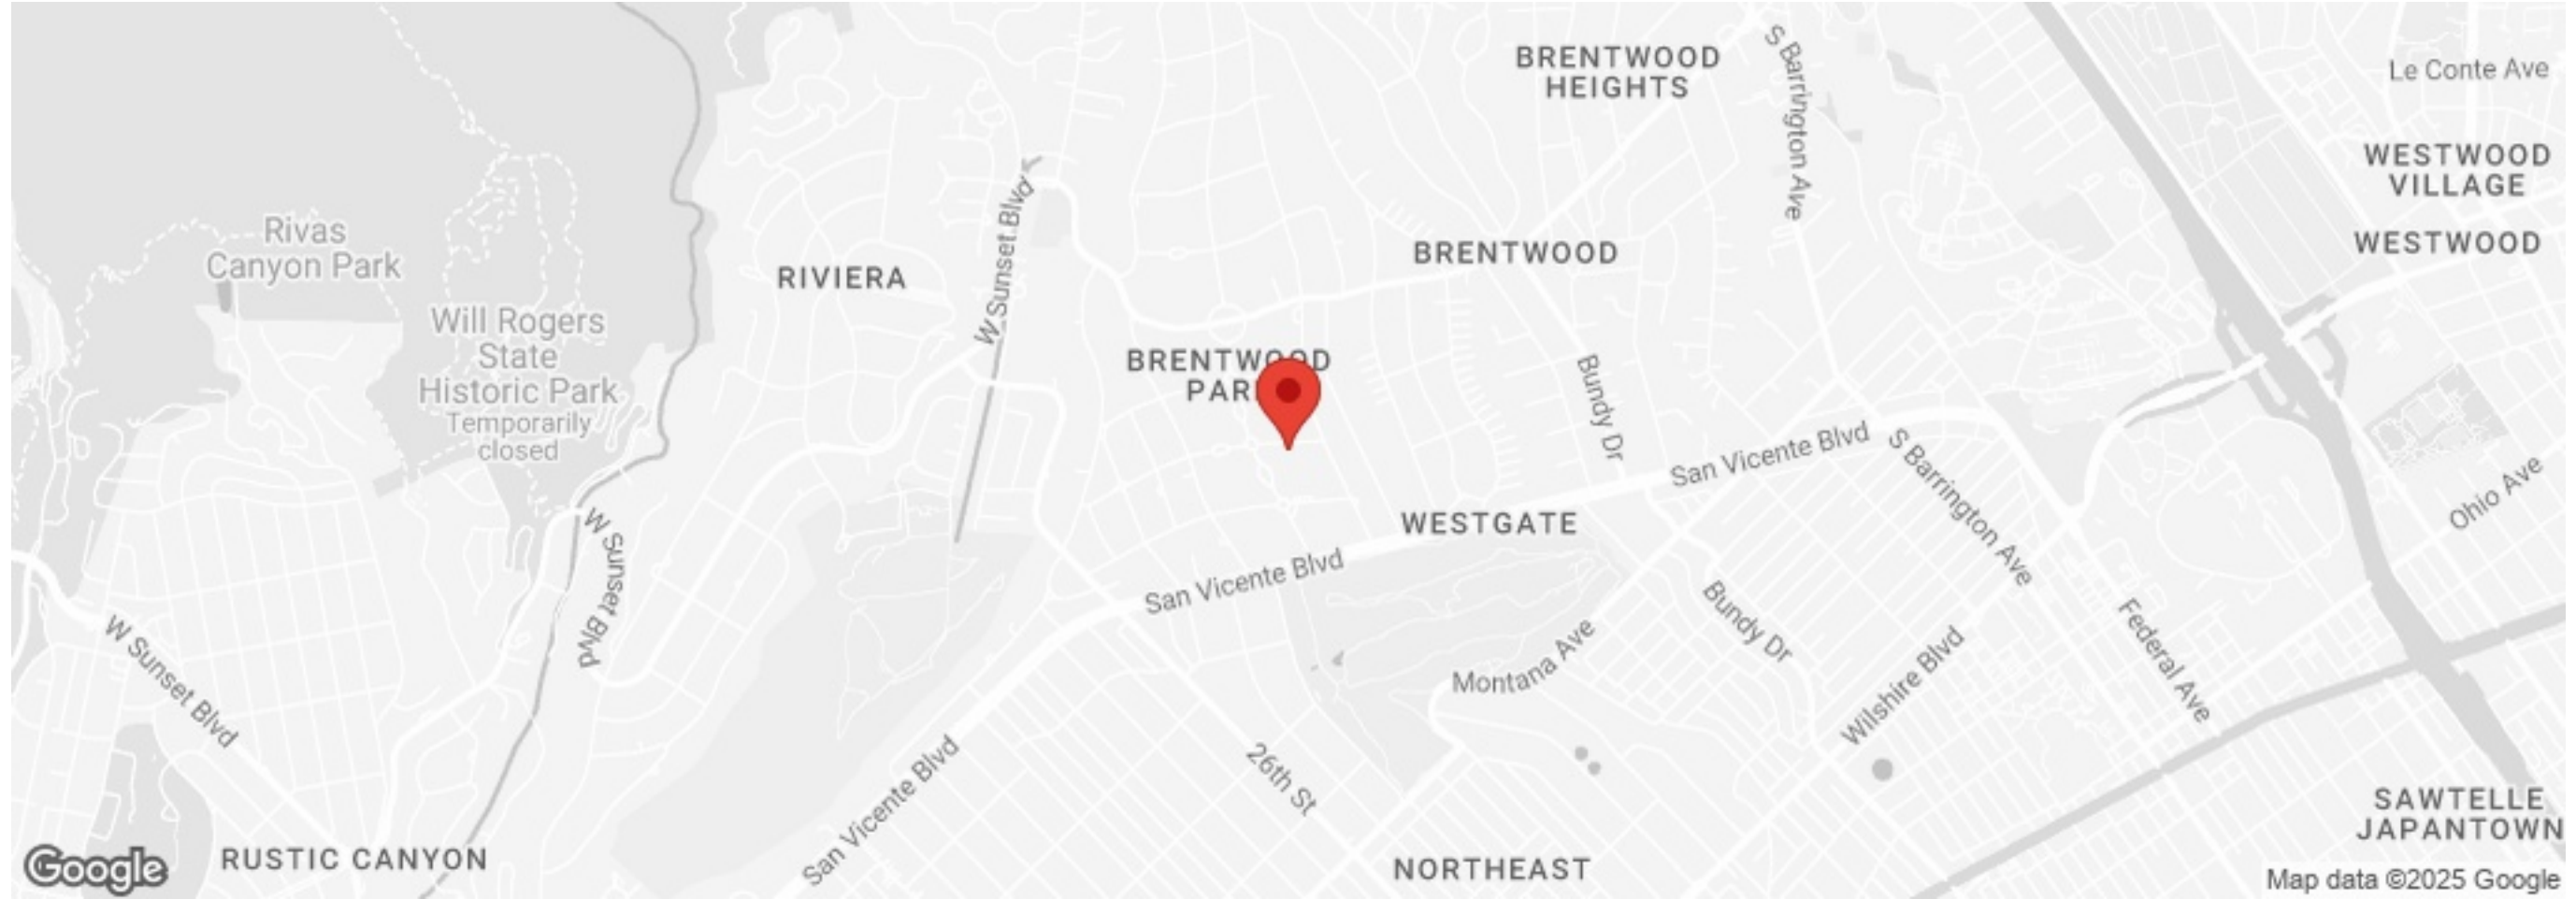 BRENTWOOD
HEIGHTS
S Barrington Ave
Le Conte Ave
WESTWOOD
VILLAGE
WESTWOOD
Rivas
Canyon Park
W Sunset Blvd
RIVIERA
BRENTWOOD
Will Rogers
State
Historic Park
Temporarily
closed
BRENTWOOD
PAR
Bundy Dr
San Vicente Blvd
S Barrington Ave
Ohio Ave
W Sunset Blvd
WESTGATE
San Vicente Blvd
W Sunset Blvd
Montana Ave
Bundy Dr
Wilshire Blvd
Federal Ave
San Vicente Blvd
26th St
SAWTELLE
JAPANTOWN
Google
RUSTIC CANYON
NORTHEAST
Map data ©2025 Google